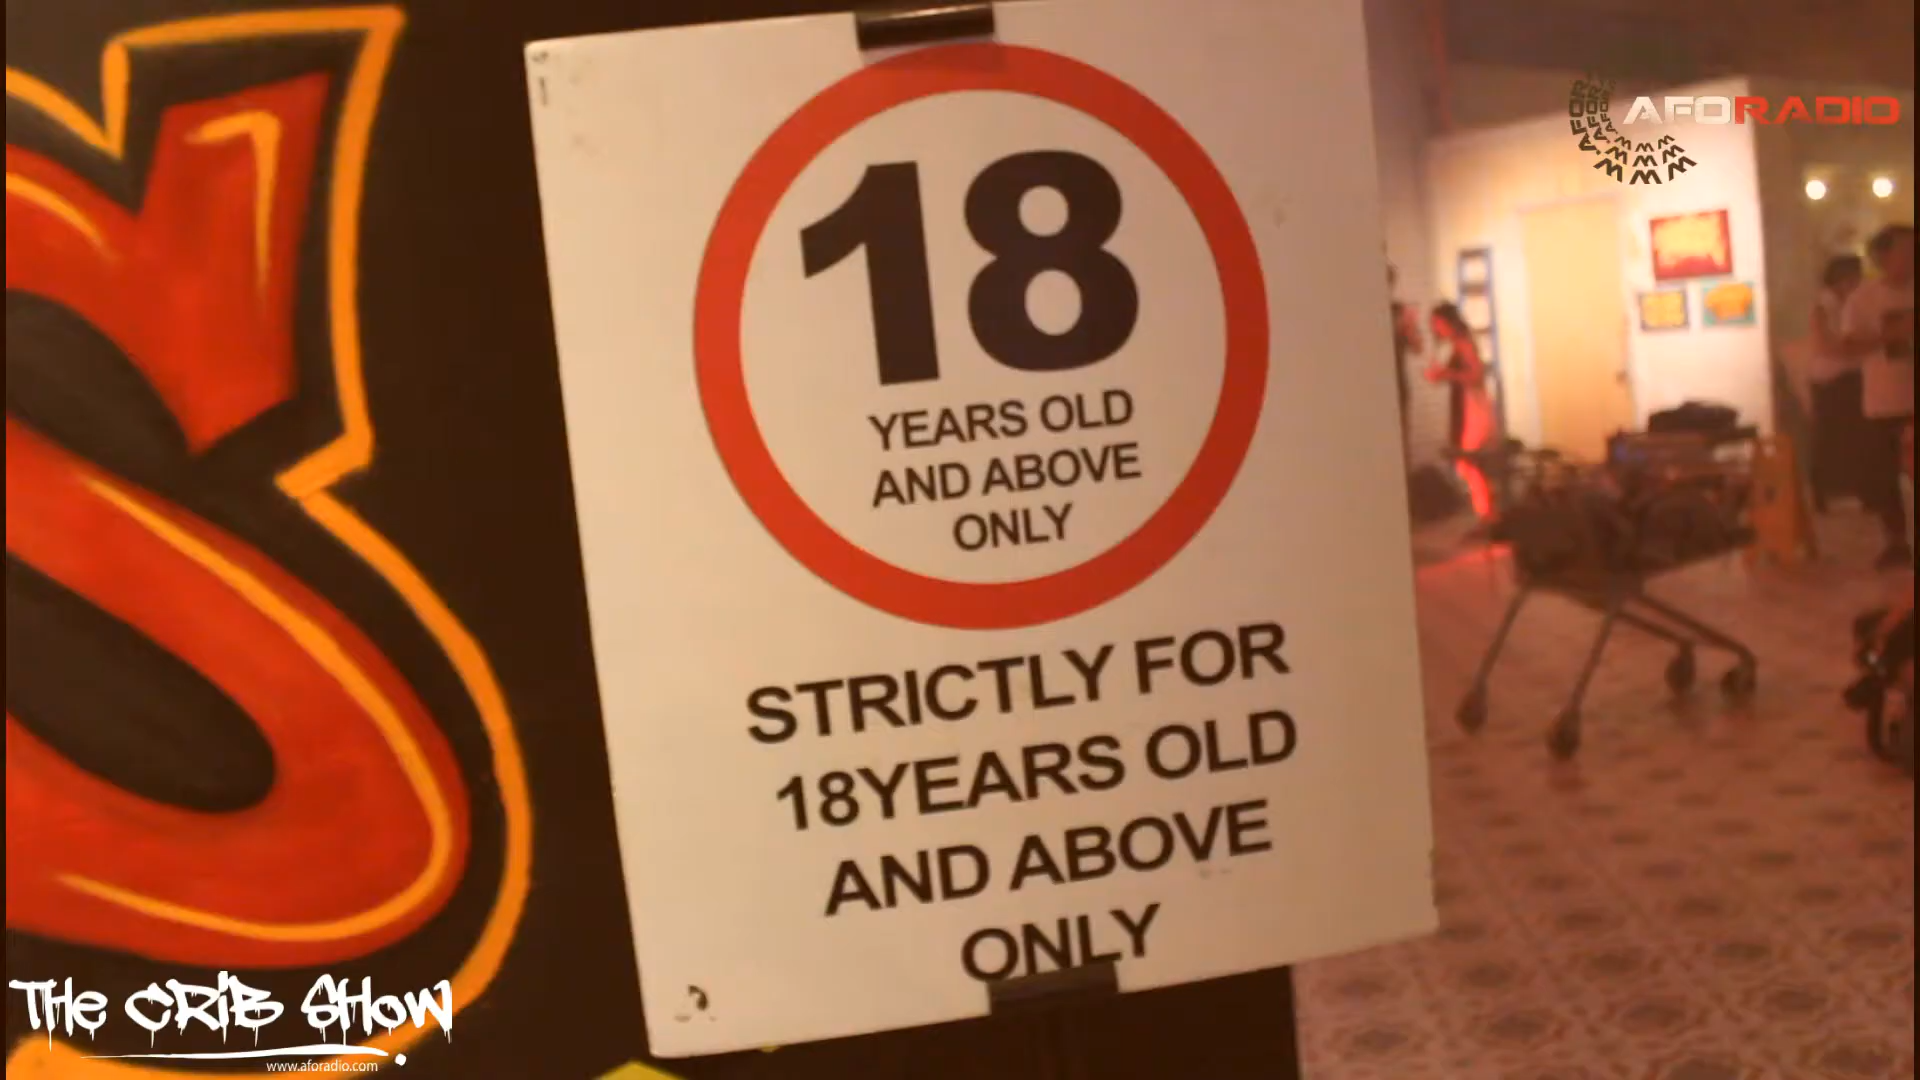 AFORADIO
18
YEARS OLD
AND ABOVE
ONLY
STRICTLY FOR
18YEARS OLD
AND ABOVE
ONLY
THE CRIB SHOW
www.aforadio.com